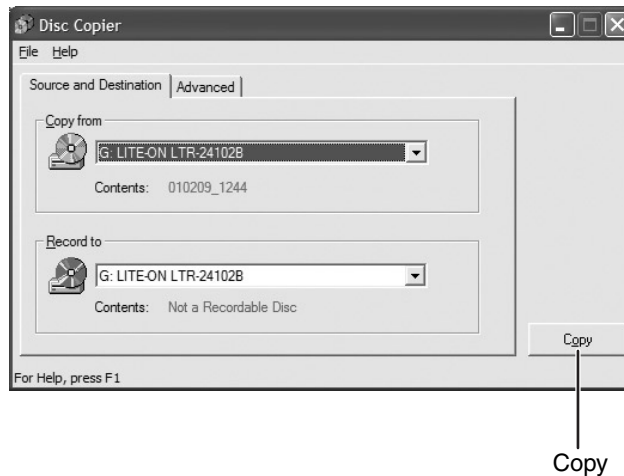 Disc Copier
File Help
Source and Destination Advanced
Copy from
G: LITE-ON LTR-24102B
Contents: 010209_1244
Record to
G: LITE-ON LTR-24102B
Contents: Not a Recordable Disc
Copy
For Help, press F1
Copy